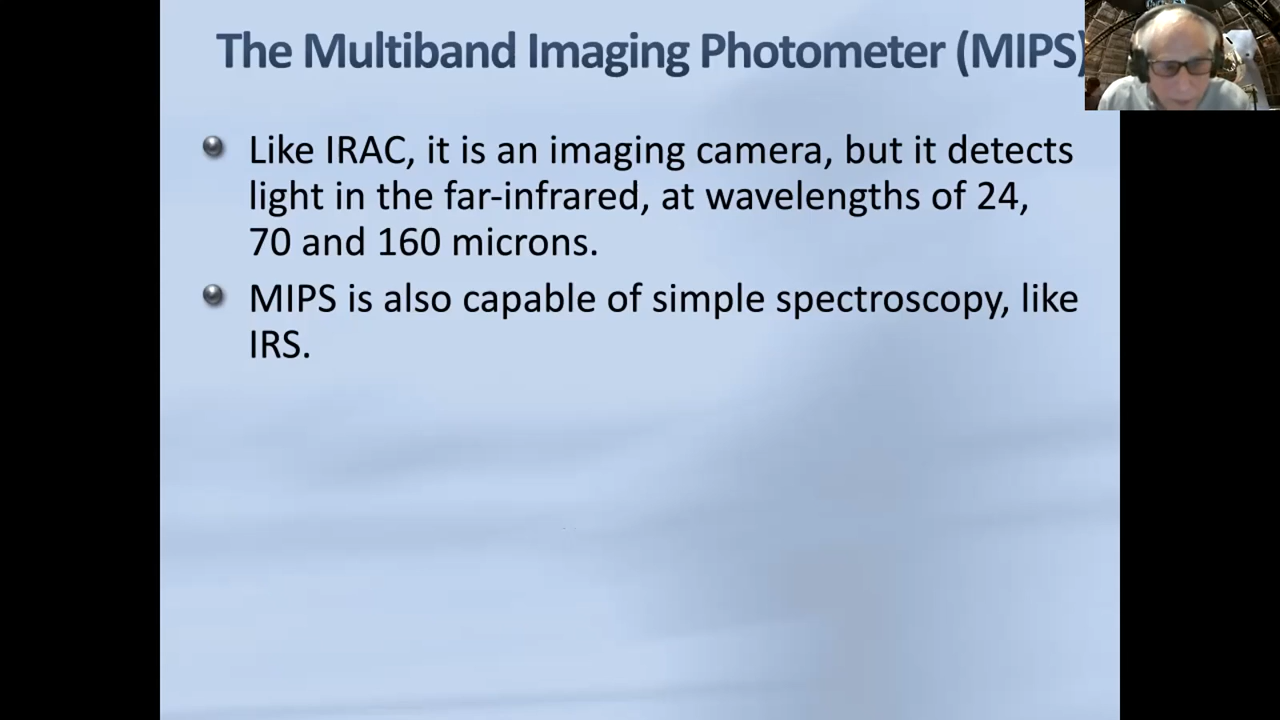 The Multiband Imaging Photometer (MIPS)
Like IRAC, it is an imaging camera, but it detects
light in the far-infrared, at wavelengths of 24,
70 and 160 microns.
MIPS is also capable of simple spectroscopy, like
IRS.